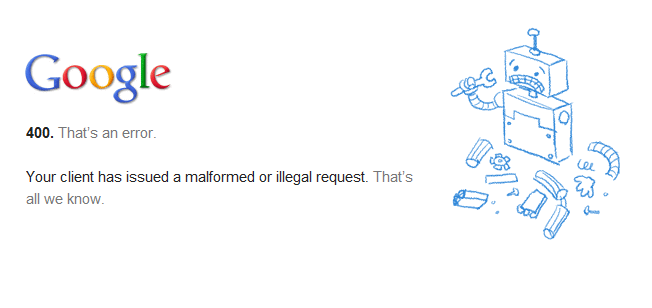 Google
400. That’s an error.
Your client has issued a malformed or illegal request. That’s
all we know.